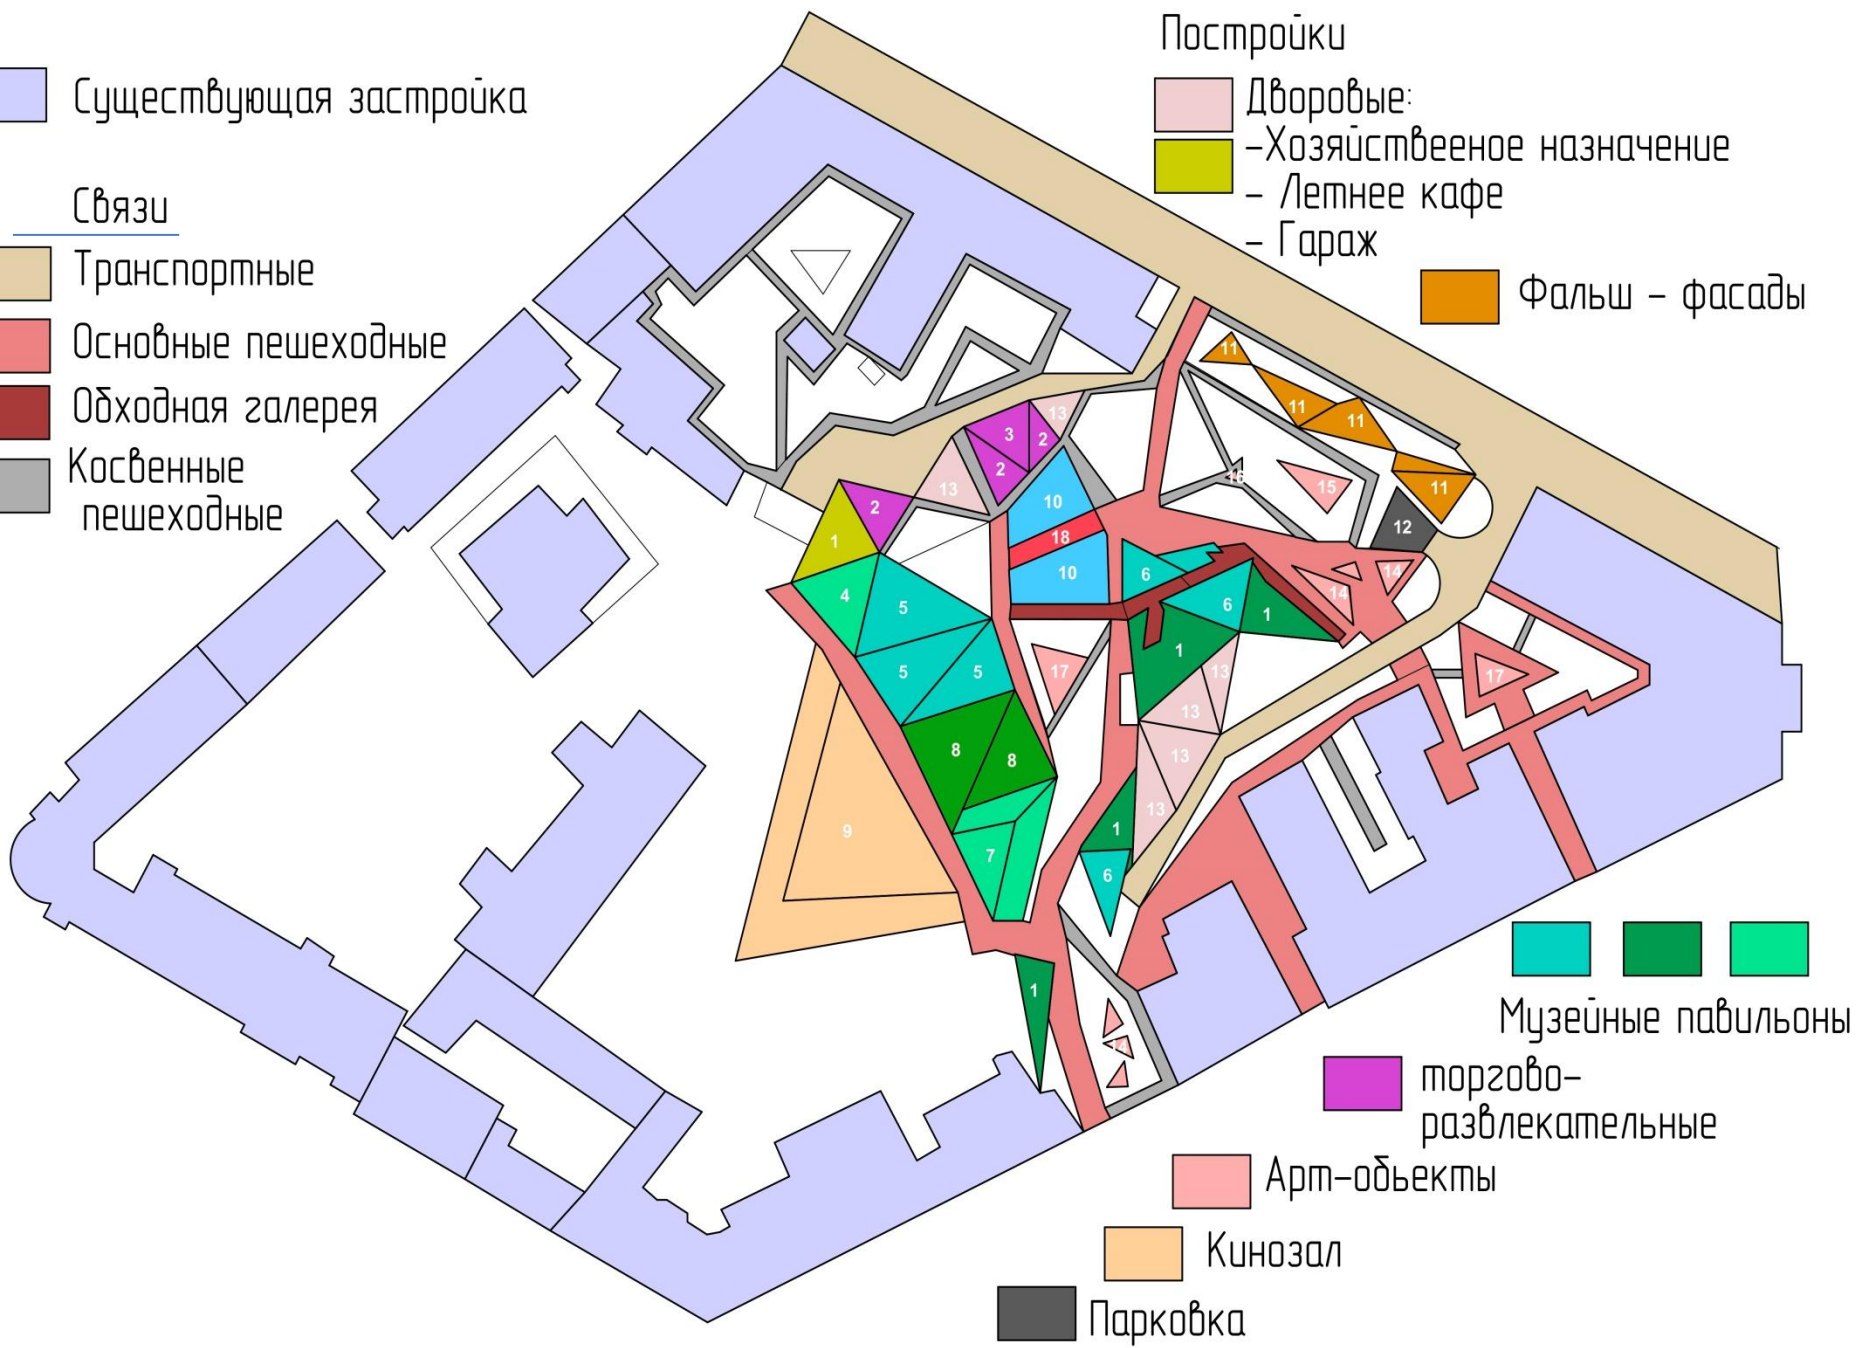 Существующая застройка
Связи
Транспортные
Основные пешеходные
Обходная галерея
Косвенные
пешеходные
Постройки
Дворовые:
-Хозяйствееное назначение
- Летнее кафе
- Гараж
Фальш - фасады
11
11
11
11
12
13
3
2
2
13
2
1
10
18
10
16
15
14
14
6
6
1
1
4
5
5
5
17
17
13
13
13
13
8
8
9
7
1
6
1
14
Музейные павильоны
торгово-
развлекательные
Арт-обьекты
Кинозал
Парковка